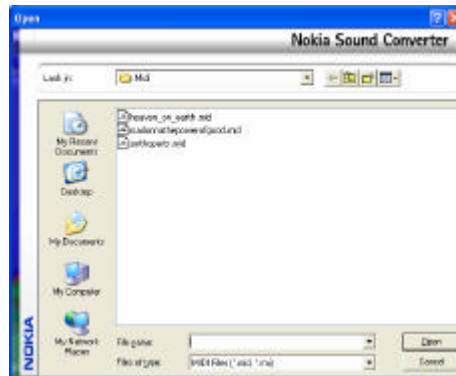 Open
Nokia Sound Converter
Look in:
Midi
heaven_on_earth.mid
My Recent
Documents
Desktop
My Documents
My Computer
My Network
Places
NOKIA
File name:
Open
Files of type:
MIDI Files (*.mid, *.rmi)
Cancel